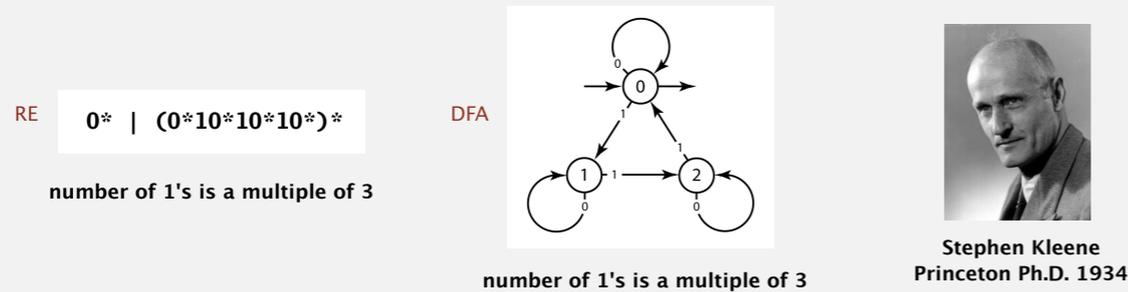 RE
0* | (0*10*10*10*)*
number of 1's is a multiple of 3
DFA
0
0
1
1
1
1
2
0
0
number of 1's is a multiple of 3
Stephen Kleene
Princeton Ph.D. 1934